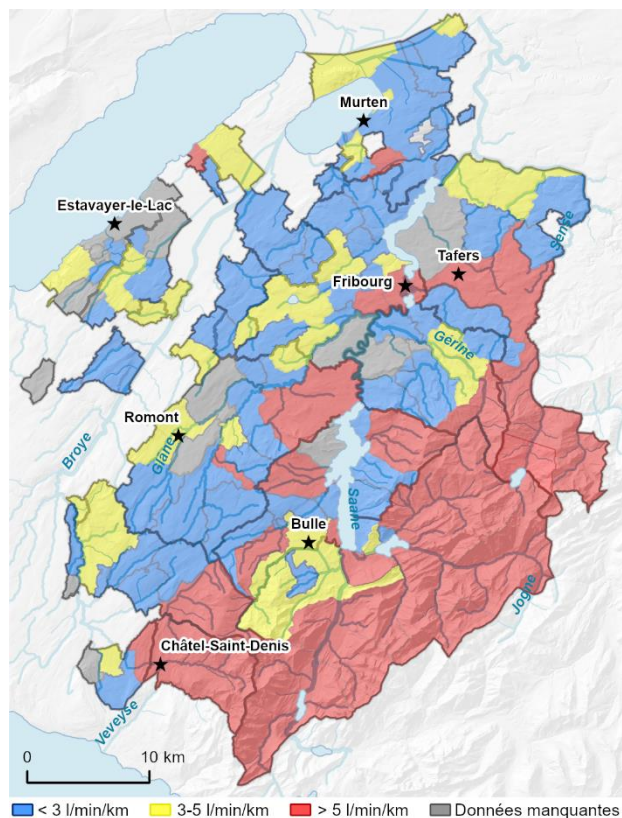 Murten
Estavayer-le-Lac
Sense
Tafers
Fribourg
Gérine
Romont
Broye
Glâne
Saane
Bulle
Jogne
Châtel-Saint-Denis
Veveyse
0 10 km
< 3 l/min/km 3-5 l/min/km > 5 l/min/km Données manquantes